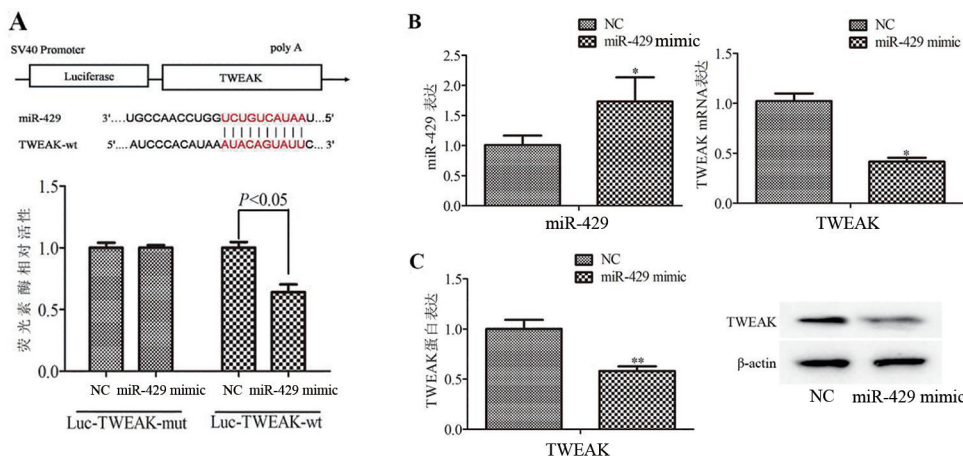 A
SV40 Promoter
poly A
Luciferase
TWEAK
miR-429
3'....UGCCAACCUGGUCUGUCAUAAU...5'
TWEAK-wt
5'....AUCCCACAUAAAUACAGUAUUC... 3'
荧光素 酶相对活性
1.5
1.0
0.5
0.0
P<0.05
NC
miR-429 mimic
NC
miR-429 mimic
Luc-TWEAK-mut
Luc-TWEAK-wt
B
NC
miR-429 mimic
miR-429 表达
2.5
2.0
1.5
1.0
0.5
0.0
*
miR-429
NC
miR-429 mimic
TWEAK mRNA表达
1.5
1.0
0.5
0.0
*
TWEAK
C
NC
miR-429 mimic
TWEAK蛋白表达
1.5
1.0
0.5
0.0
**
TWEAK
TWEAK
β-actin
NC
miR-429 mimic